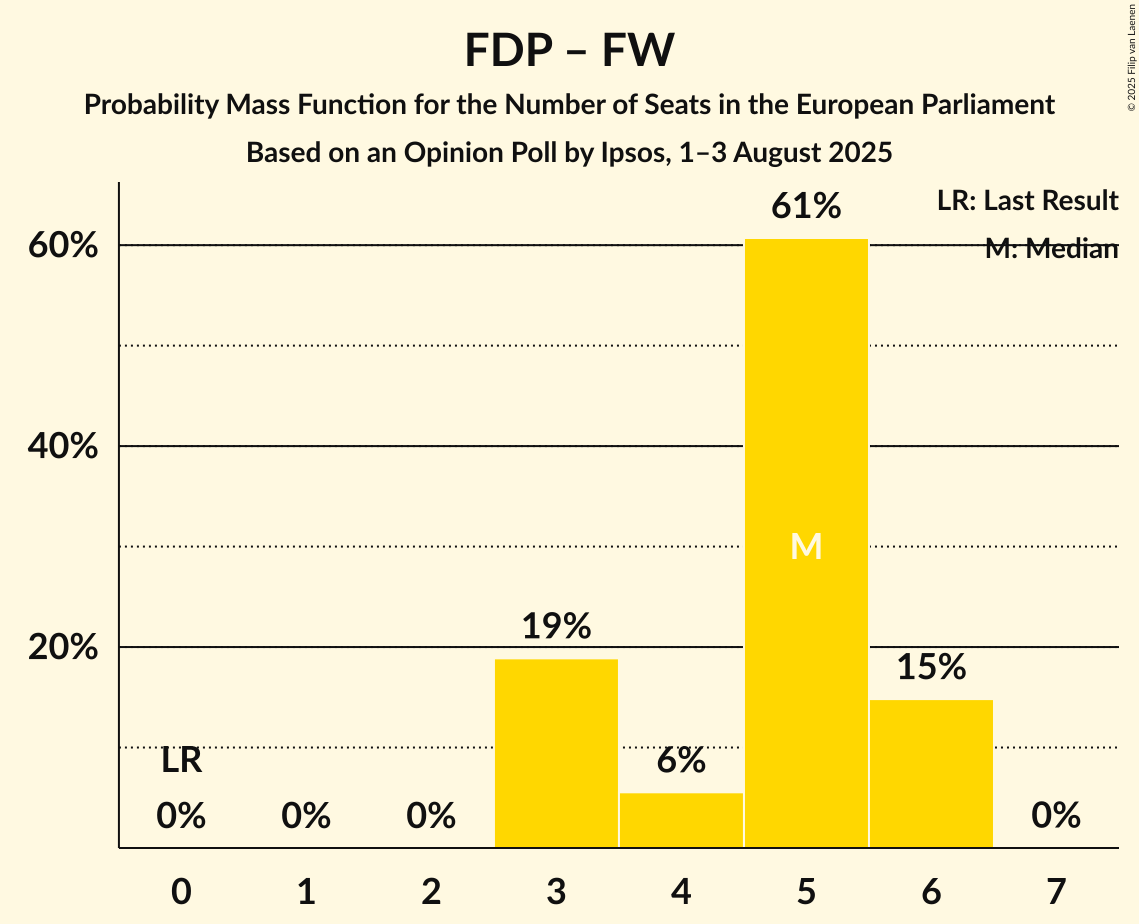 FDP – FW
Probability Mass Function for the Number of Seats in the European Parliament
Based on an Opinion Poll by Ipsos, 1–3 August 2025
© 2025 Filip van Laenen
LR: Last Result
M: Median
60%
40%
20%
61%
M
19%
15%
6%
LR
0%
0%
0%
0%
0 1 2 3 4 5 6 7